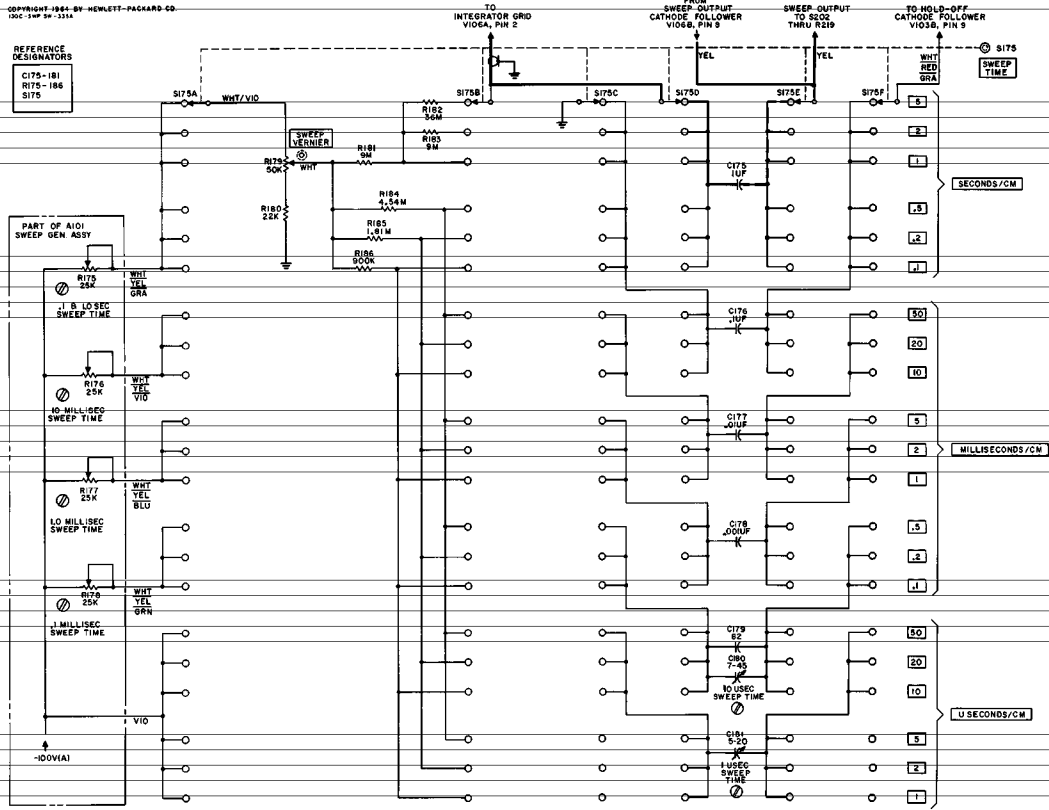 COPYRIGHT 1964 BY HEWLETT-PACKARD CO.
130C-SWP SW-335A
REFERENCE
DESIGNATORS
C175-181
R175-186
S175
TO
INTEGRATOR GRID
V106A, PIN 2
FROM
SWEEP OUTPUT
CATHODE FOLLOWER
V106B, PIN 9
SWEEP OUTPUT
TO S202
THRU R219
TO HOLD-OFF
CATHODE FOLLOWER
V103B, PIN 9
YEL
YEL
WHT
RED
GRA
S175
SWEEP
TIME
S175A
WHT/VIO
S175B
S175C
S175D
S175E
S175F
R182
36M
R183
9M
SWEEP
VERNIER
R179
50K
WHT
R181
9M
R180
22K
R184
4.54M
R185
1.81M
R186
900K
C175
1UF
5
2
1
.5
.2
.1
SECONDS/CM
PART OF A101
SWEEP GEN. ASSY
R175
25K
WHT
YEL
GRA
.1 & 1.0 SEC
SWEEP TIME
C176
.1UF
50
20
10
R176
25K
WHT
YEL
VIO
10 MILLISEC
SWEEP TIME
C177
.01UF
5
2
1
MILLISECONDS/CM
R177
25K
WHT
YEL
BLU
1.0 MILLISEC
SWEEP TIME
C178
.001UF
.5
.2
.1
R178
25K
WHT
YEL
GRN
.1 MILLISEC
SWEEP TIME
C179
82
C180
7-45
10 USEC
SWEEP TIME
50
20
10
U SECONDS/CM
VIO
-100V(A)
C181
5-20
1 USEC
SWEEP
TIME
5
2
1